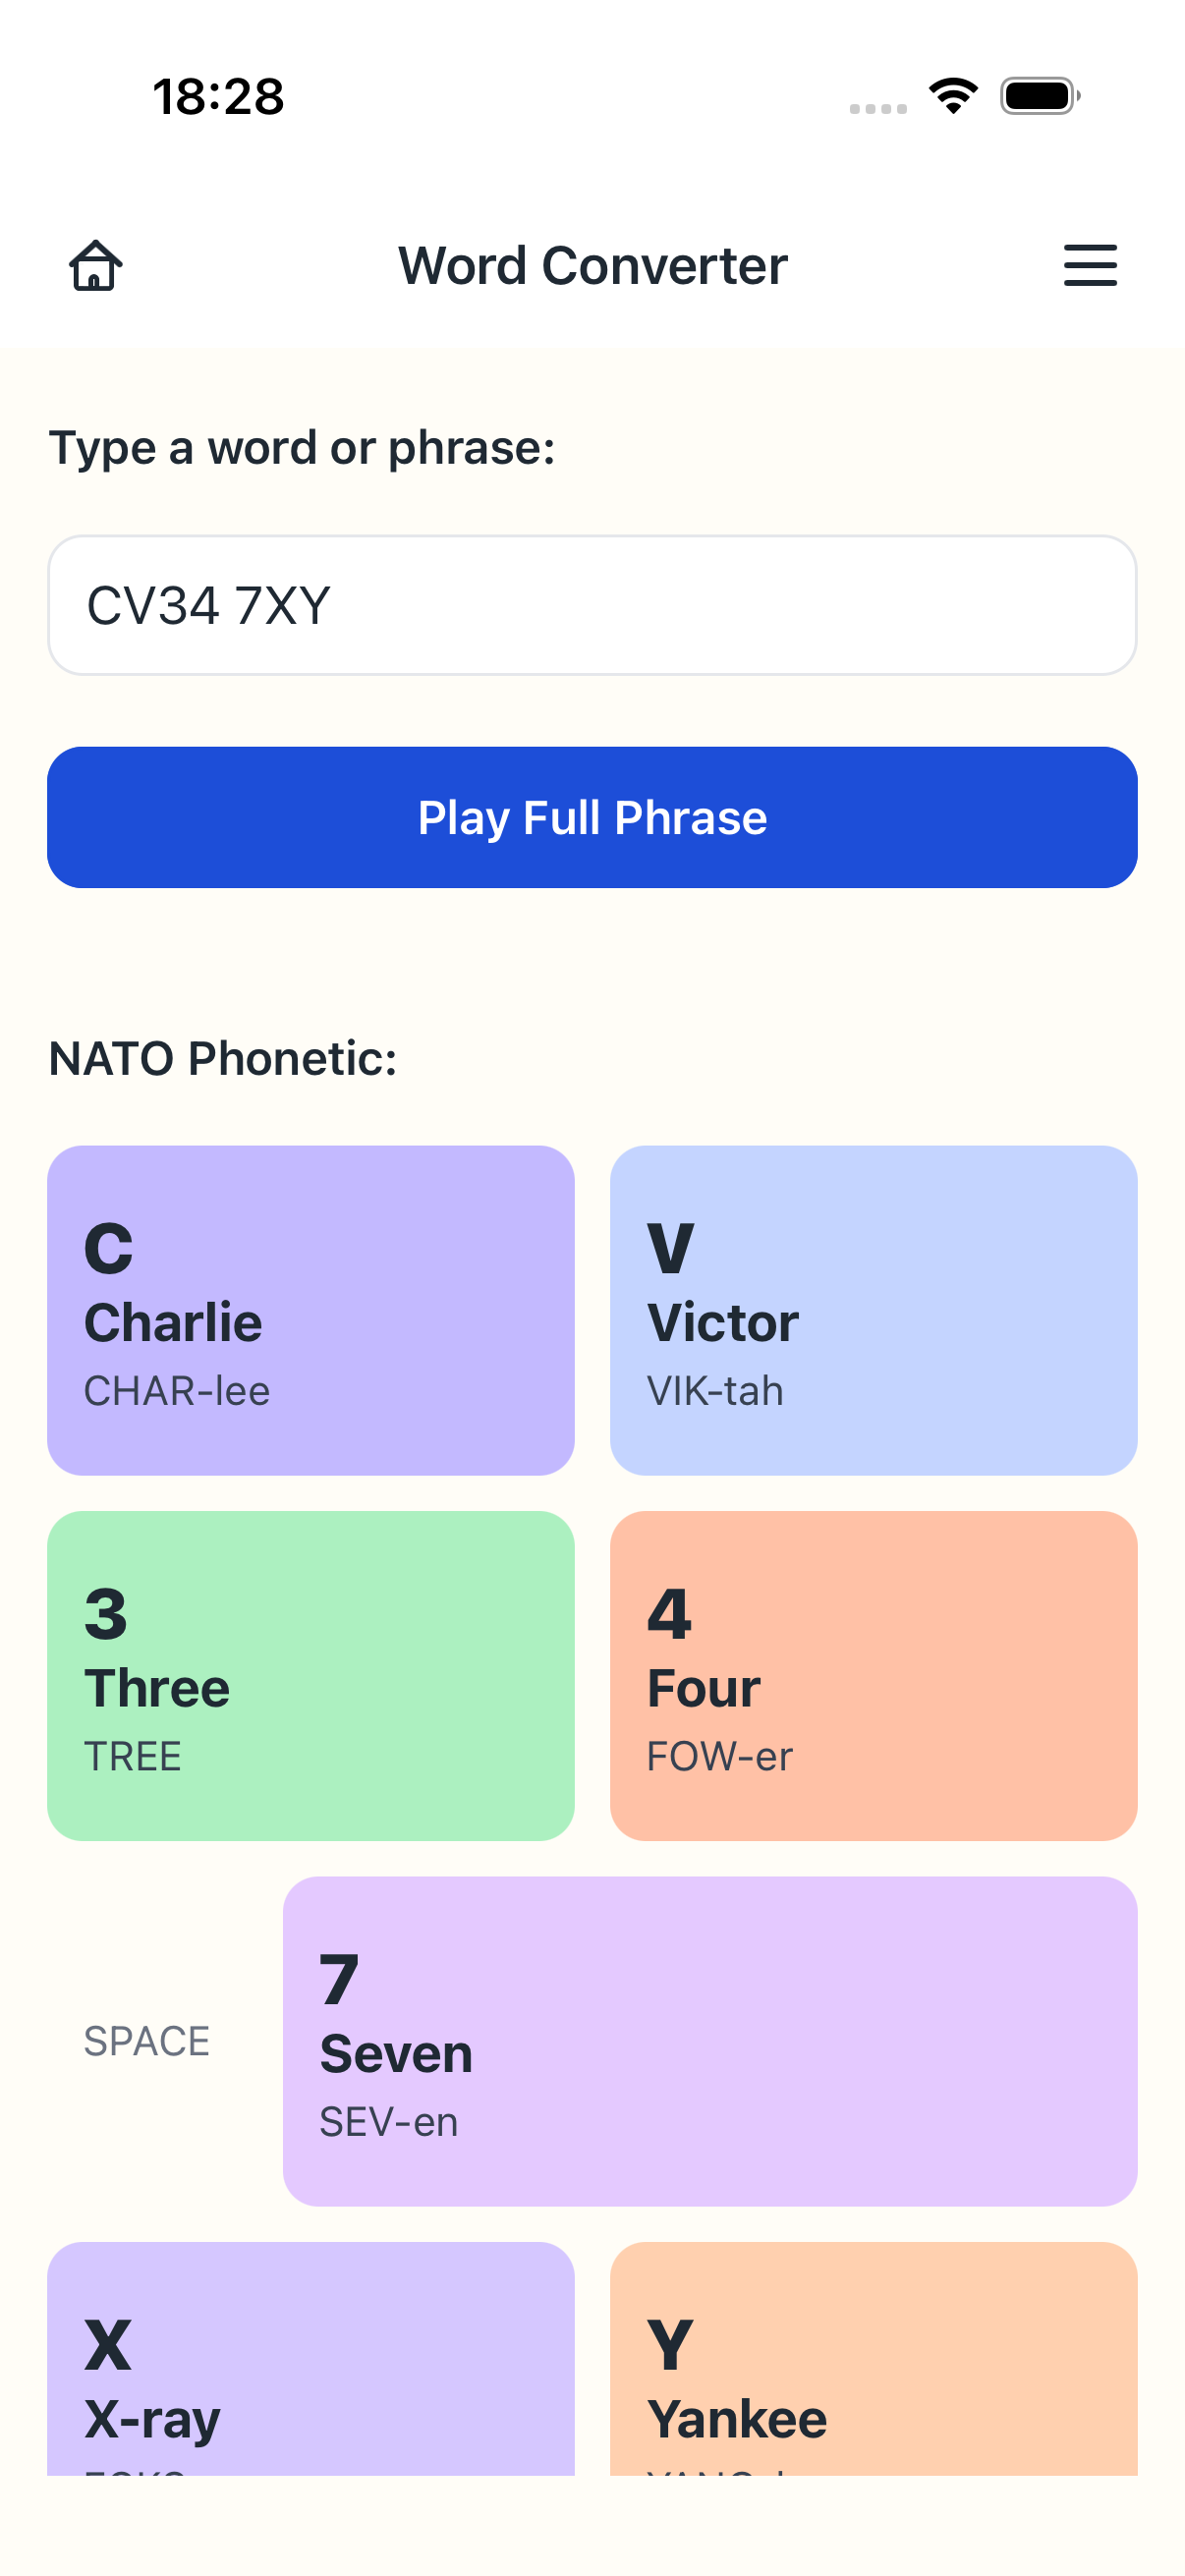 18:28
Word Converter
Type a word or phrase:
CV34 7XY
Play Full Phrase
NATO Phonetic:
C
Charlie
CHAR-lee
V
Victor
VIK-tah
3
Three
TREE
4
Four
FOW-er
SPACE
7
Seven
SEV-en
X
X-ray
Y
Yankee